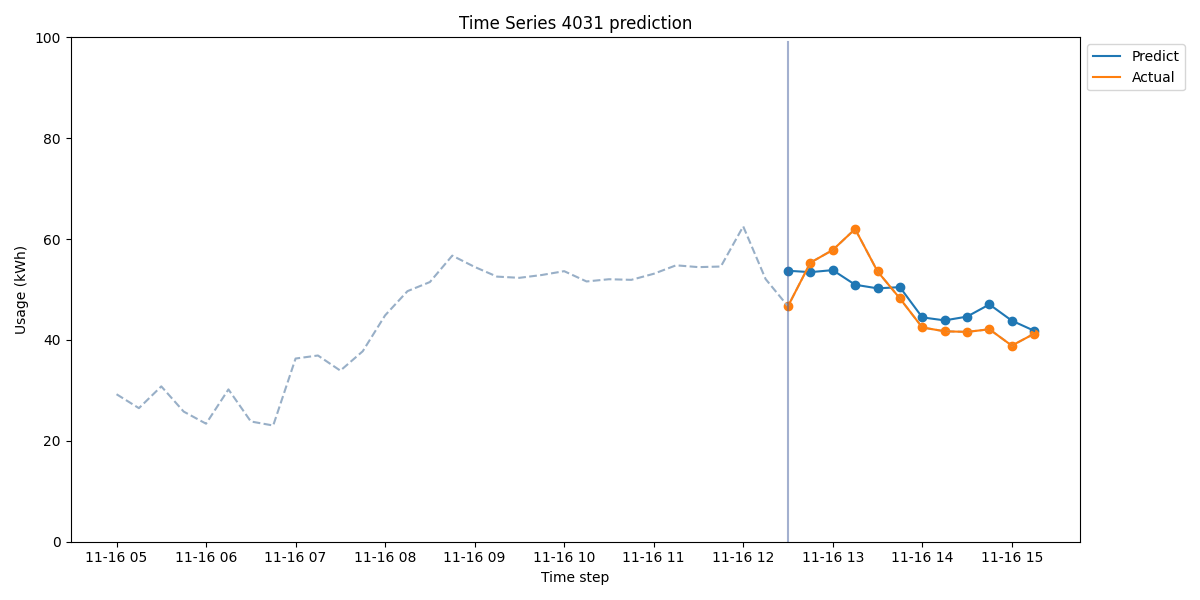 Time Series 4031 prediction
Predict
Actual
Usage (kWh)
100
80
60
40
20
0
11-16 05 11-16 06 11-16 07 11-16 08 11-16 09 11-16 10 11-16 11 11-16 12 11-16 13 11-16 14 11-16 15
Time step